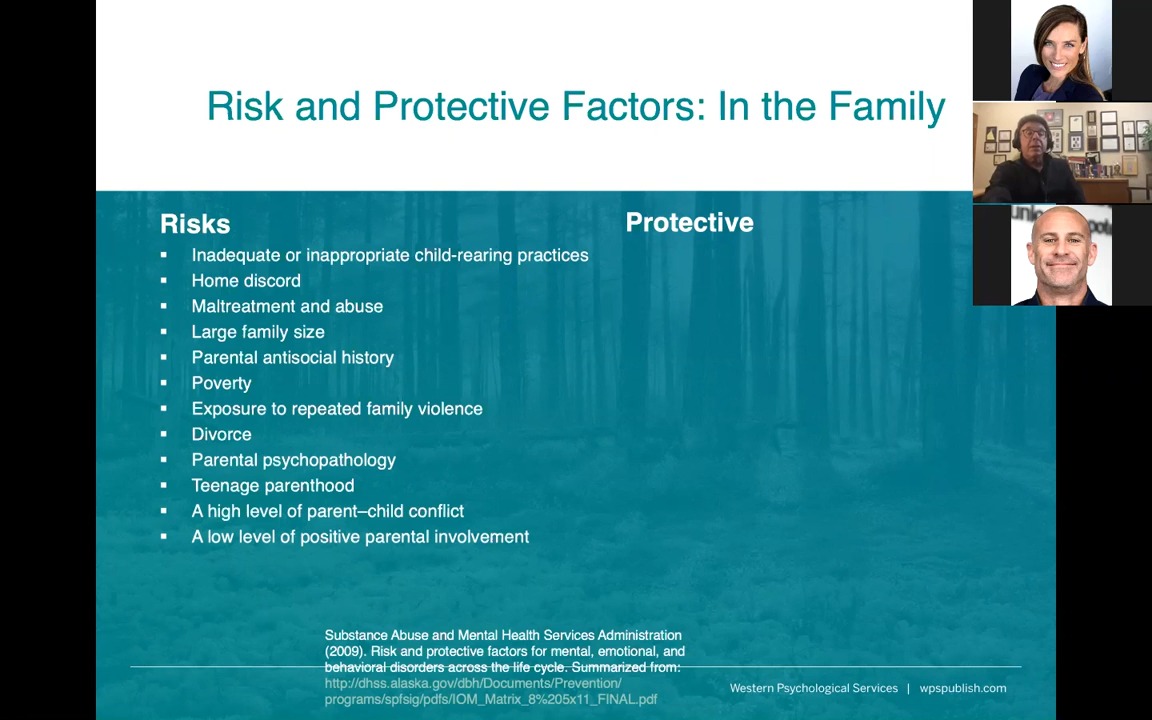 Risk and Protective Factors: In the Family
Risks
Inadequate or inappropriate child-rearing practices
Home discord
Maltreatment and abuse
Large family size
Parental antisocial history
Poverty
Exposure to repeated family violence
Divorce
Parental psychopathology
Teenage parenthood
A high level of parent–child conflict
A low level of positive parental involvement
Protective
Substance Abuse and Mental Health Services Administration
(2009). Risk and protective factors for mental, emotional, and
behavioral disorders across the life cycle. Summarized from:
http://dhss.alaska.gov/dbh/Documents/Prevention/
programs/spfsig/pdfs/IOM_Matrix_8%205x11_FINAL.pdf
Western Psychological Services | wpspublish.com